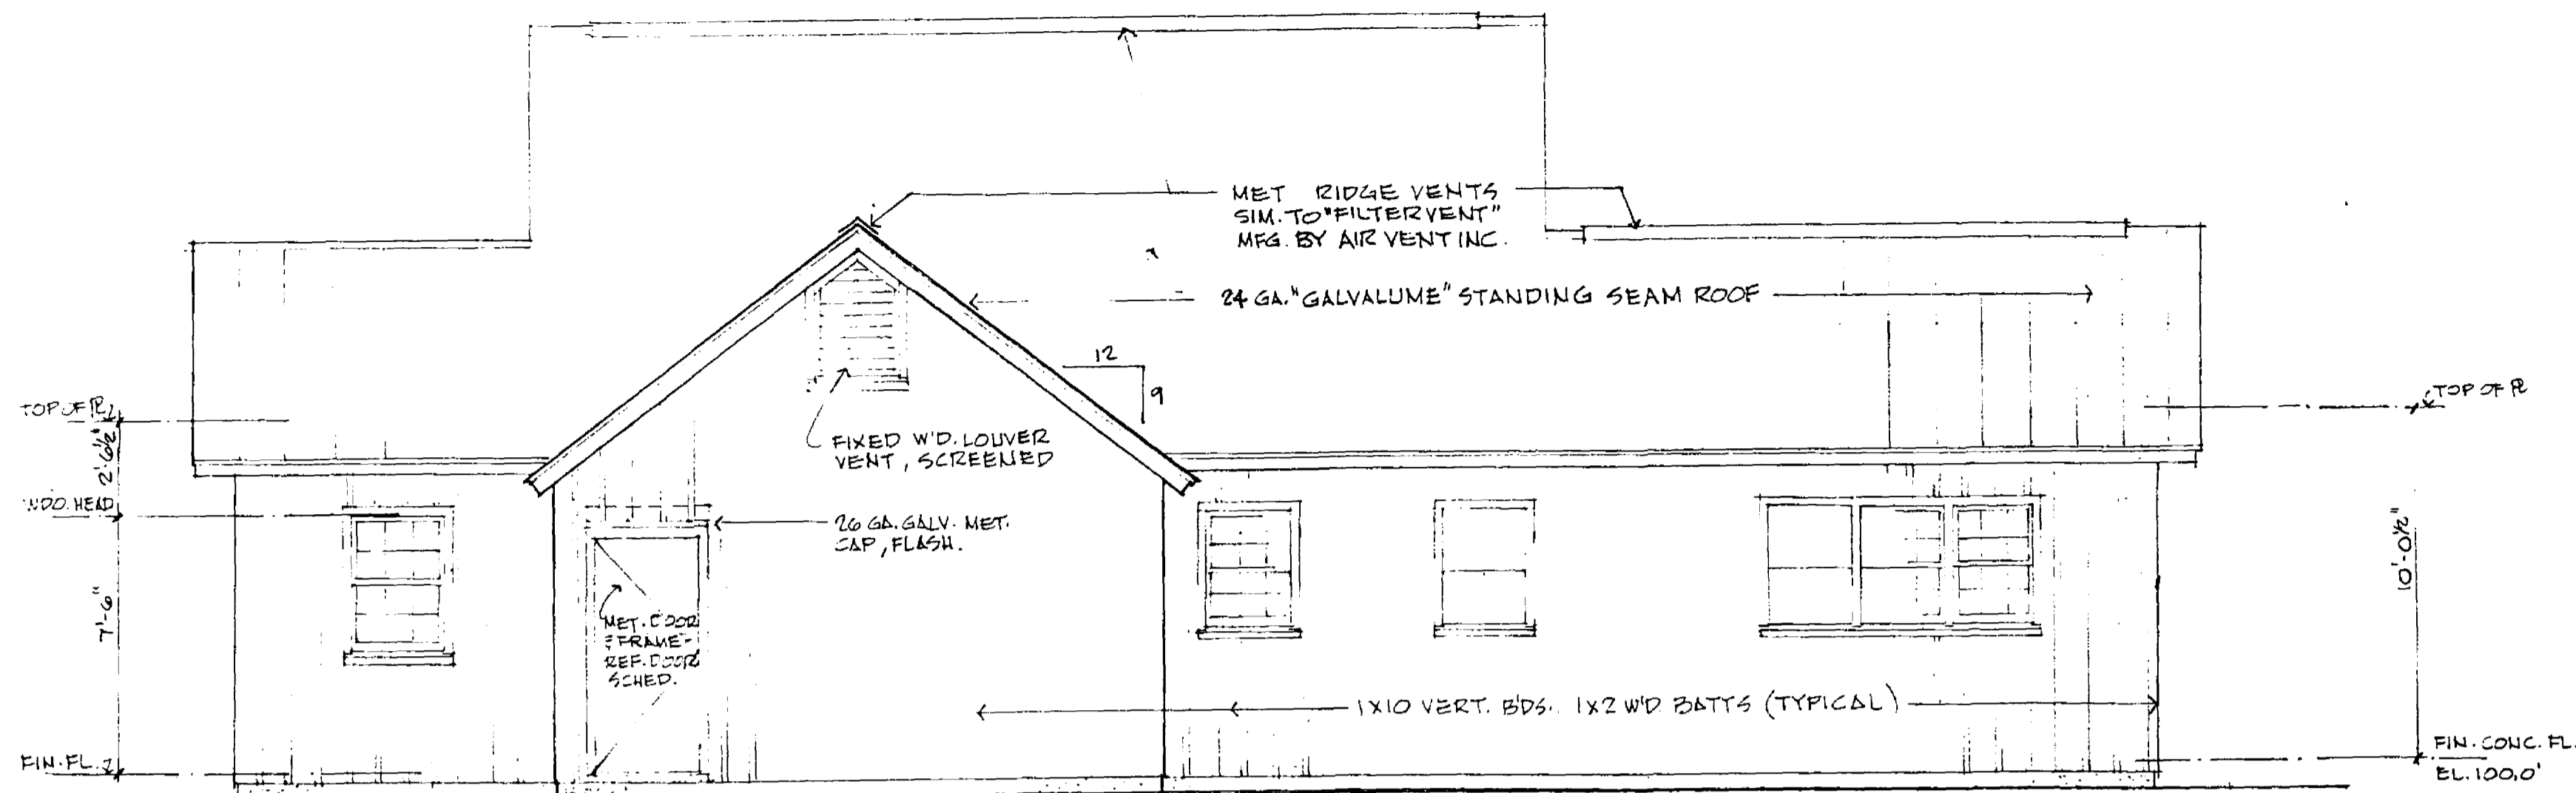 MET RIDGE VENTS
SIM. TO "FILTERVENT"
MFG. BY AIR VENT INC.
24 GA. "GALVALUME" STANDING SEAM ROOF
12
9
TOP OF PL
2'-6½"
WDO. HEAD
7'-6"
FIN. FL.
FIXED W'D. LOUVER
VENT, SCREENED
26 GA. GALV. MET.
CAP, FLASH.
MET. DOOR
& FRAME-
REF. DOOR
SCHED.
1X10 VERT. B'DS. 1X2 W'D. BATTS (TYPICAL)
TOP OF PL
10'-0½"
FIN. CONC. FL.
EL. 100.0'